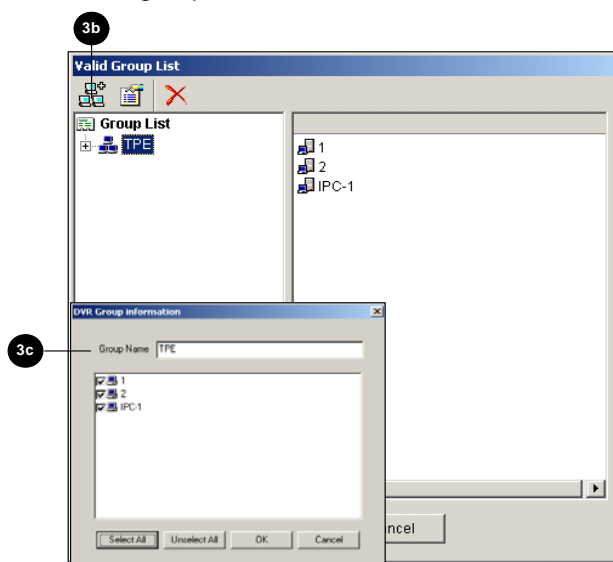 3b
Valid Group List
Group List
TPE
1
2
IPC-1
DVR Group information
3c
Group Name TPE
1
2
IPC-1
Select All Unselect All OK Cancel
ncel